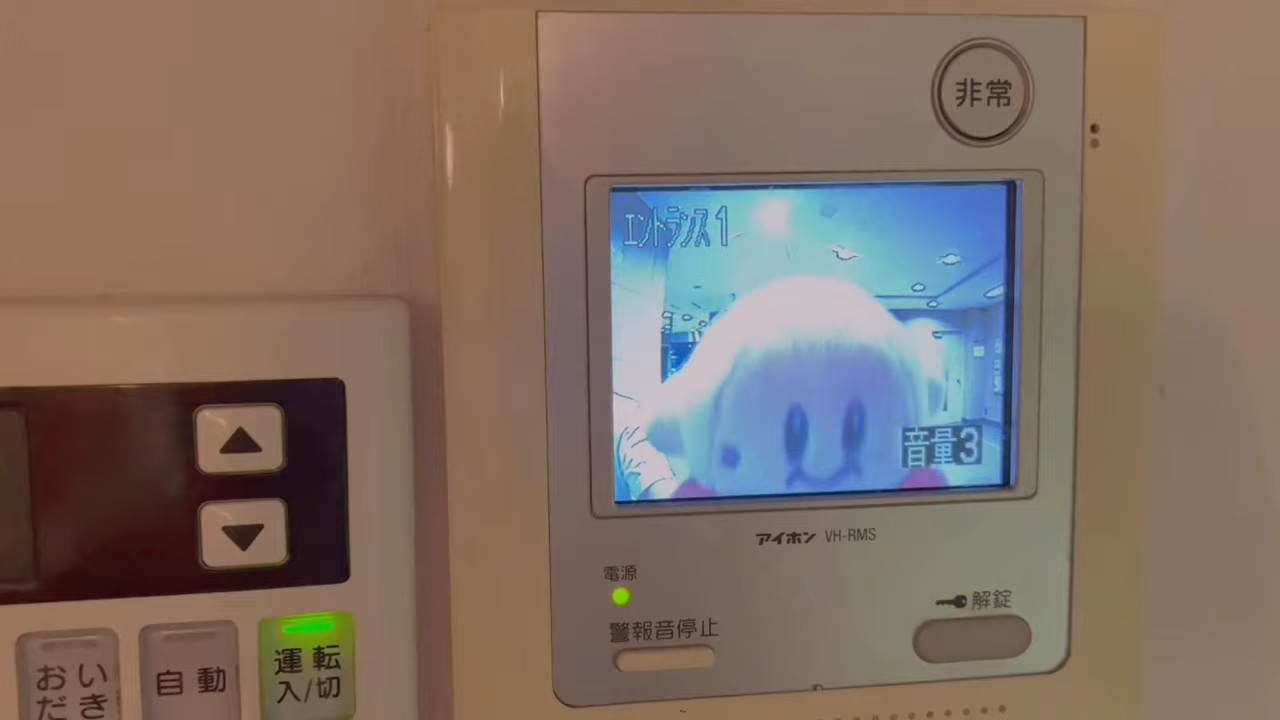 非常
エントランス1
音量3
アイホン VH-RMS
電源
解錠
警報音停止
おいだき
自動
運転
入/切